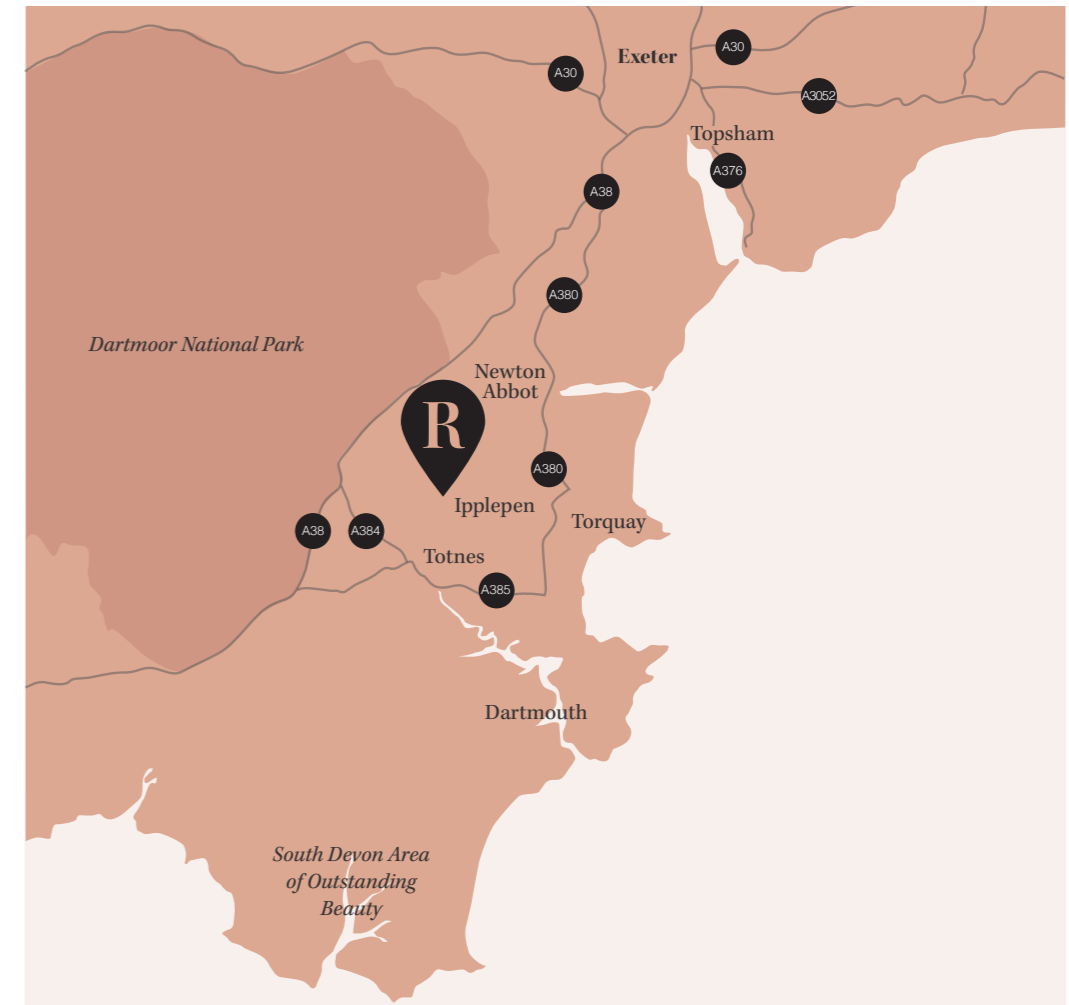 Exeter
A30
A30
A3052
Topsham
A376
A38
A380
Dartmoor National Park
Newton
Abbot
R
A380
Ipplepen
Torquay
A38
A384
Totnes
A385
Dartmouth
South Devon Area
of Outstanding
Beauty